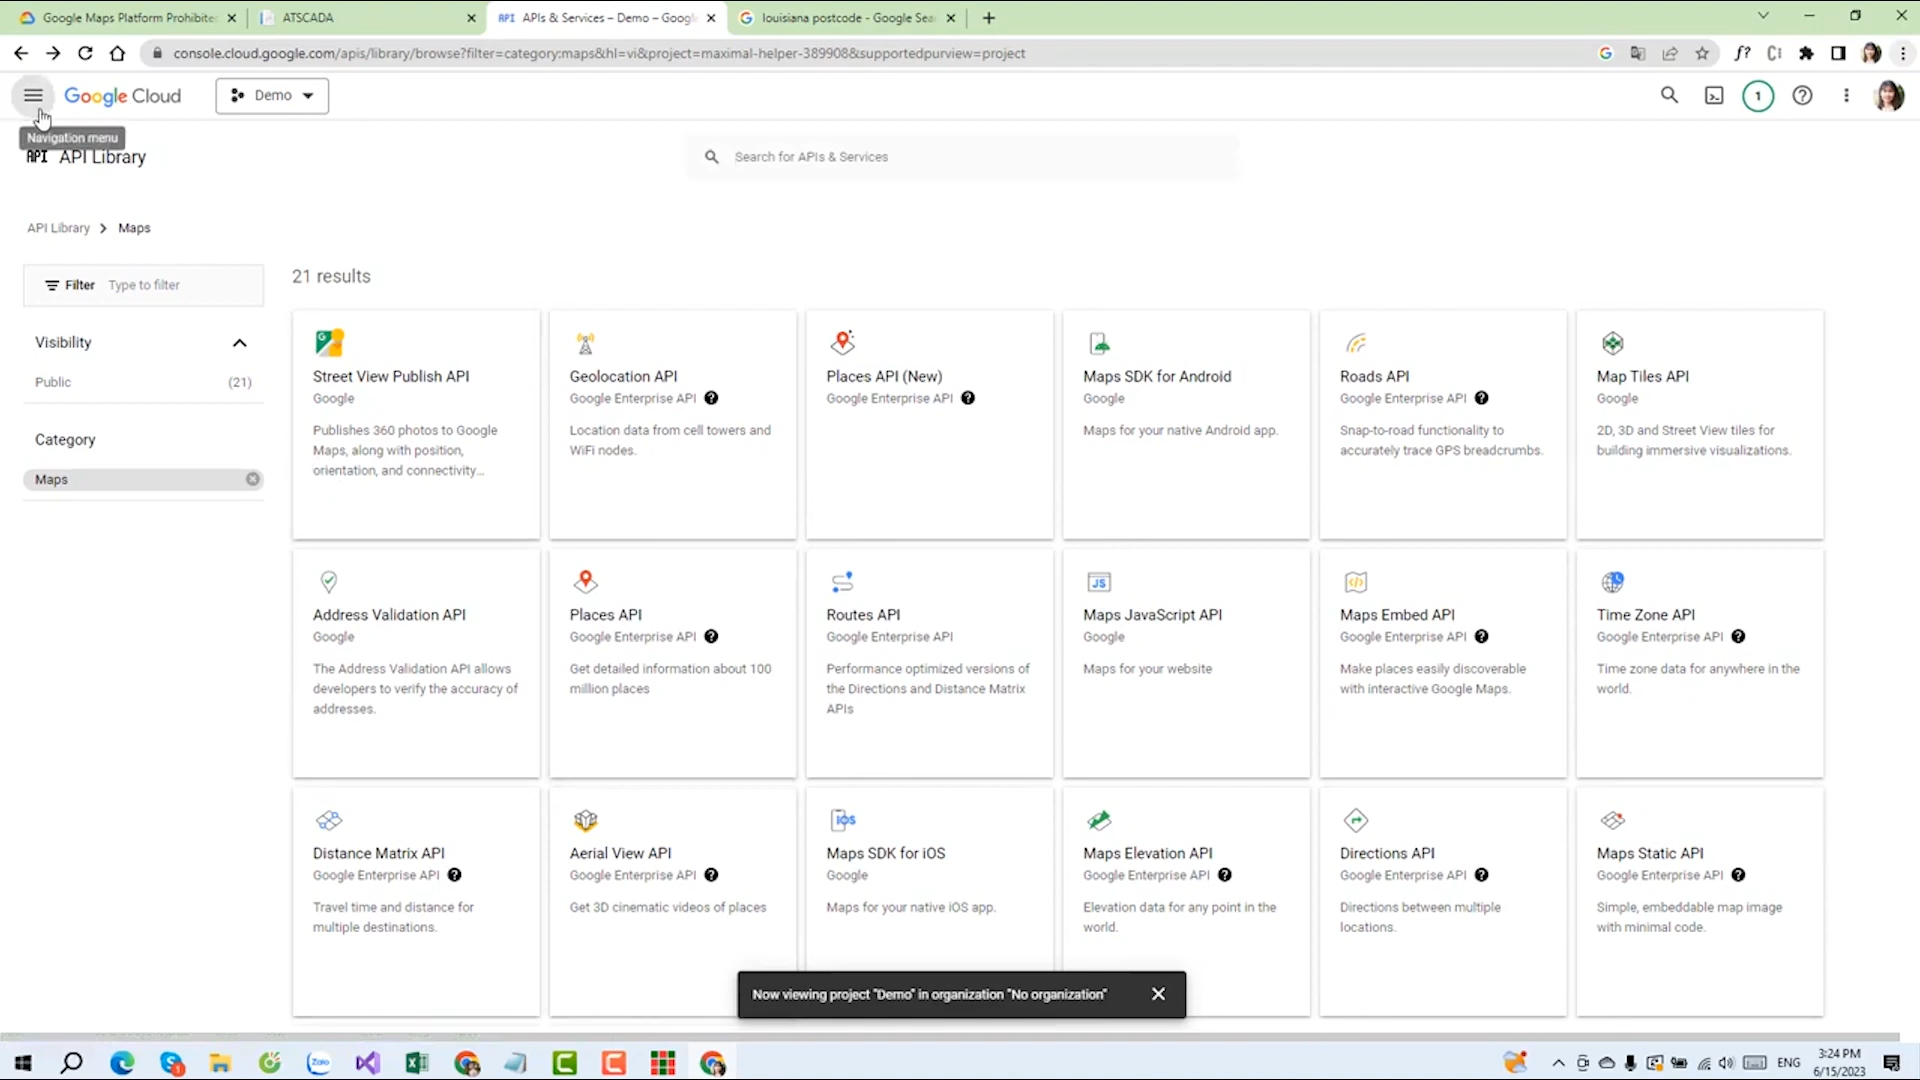 Google Maps Platform Prohibite
ATSCADA
APIs & Services – Demo – Googl
louisiana postcode - Google Sea
console.cloud.google.com/apis/library/browse?filter=category:maps&hl=vi&project=maximal-helper-389908&supportedpurview=project
Google Cloud
Demo
1
Navigation menu
API API Library
Search for APIs & Services
API Library > Maps
Filter Type to filter
21 results
Visibility
Public (21)
Category
Maps
Street View Publish API
Google
Publishes 360 photos to Google
Maps, along with position,
orientation, and connectivity...
Geolocation API
Google Enterprise API
Location data from cell towers and
WiFi nodes.
Places API (New)
Google Enterprise API
Maps SDK for Android
Google
Maps for your native Android app.
Roads API
Google Enterprise API
Snap-to-road functionality to
accurately trace GPS breadcrumbs.
Map Tiles API
Google
2D, 3D and Street View tiles for
building immersive visualizations.
Address Validation API
Google
The Address Validation API allows
developers to verify the accuracy of
addresses.
Places API
Google Enterprise API
Get detailed information about 100
million places
Routes API
Google Enterprise API
Performance optimized versions of
the Directions and Distance Matrix
APIs
JS
Maps JavaScript API
Google
Maps for your website
Maps Embed API
Google Enterprise API
Make places easily discoverable
with interactive Google Maps.
Time Zone API
Google Enterprise API
Time zone data for anywhere in the
world.
Distance Matrix API
Google Enterprise API
Travel time and distance for
multiple destinations.
Aerial View API
Google Enterprise API
Get 3D cinematic videos of places
iOS
Maps SDK for iOS
Google
Maps for your native iOS app.
Maps Elevation API
Google Enterprise API
Elevation data for any point in the
world.
Directions API
Google Enterprise API
Directions between multiple
locations.
Maps Static API
Google Enterprise API
Simple, embeddable map image
with minimal code.
Now viewing project "Demo" in organization "No organization"
Zalo
ENG
3:24 PM
6/15/2023